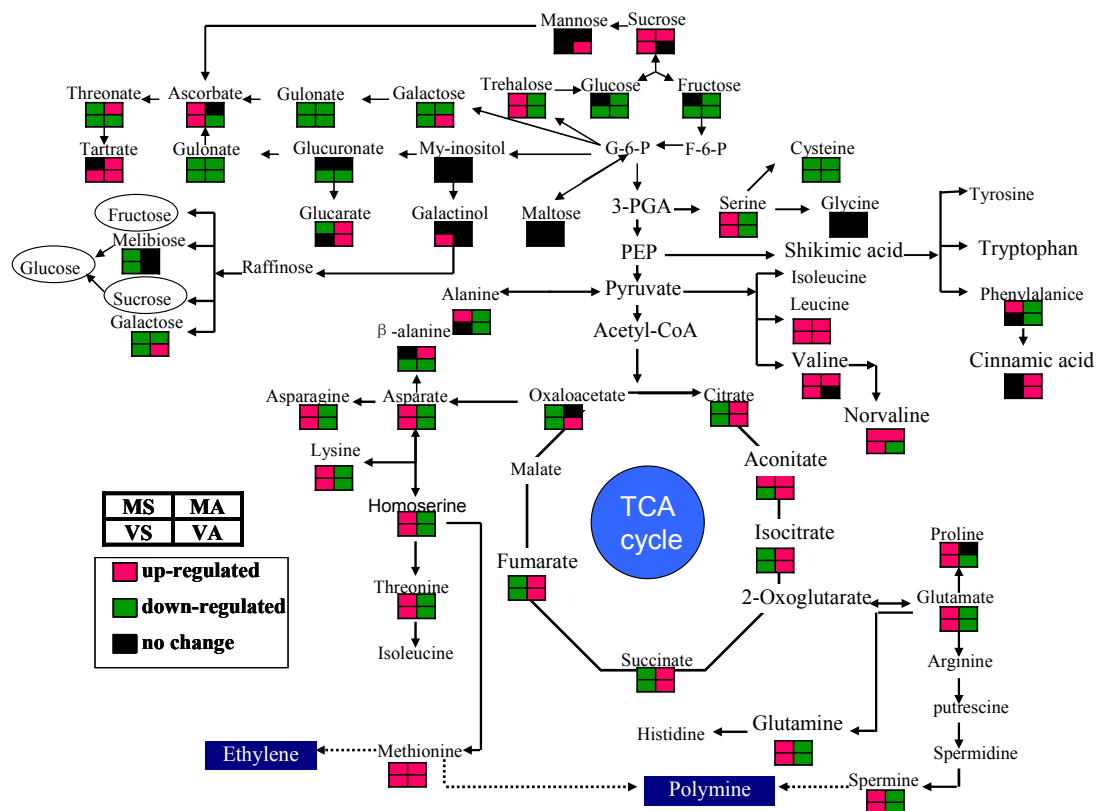 Mannose
Sucrose
Trehalose
Glucose
Fructose
Threonate
Ascorbate
Gulonate
Galactose
Tartrate
Gulonate
Glucuronate
My-inositol
G-6-P
F-6-P
Cysteine
Glucarate
Galactinol
Maltose
3-PGA
Serine
Glycine
Tyrosine
Fructose
Melibiose
Glucose
Sucrose
Galactose
Raffinose
PEP
Shikimic acid
Tryptophan
Alanine
Pyruvate
Isoleucine
Leucine
Phenylalanice
Acetyl-CoA
β -alanine
Valine
Cinnamic acid
Asparagine
Asparate
Oxaloacetate
Citrate
Norvaline
Lysine
Malate
Aconitate
MS MA
VS VA
Homoserine
TCA
cycle
Isocitrate
Proline
up-regulated
down-regulated
no change
Fumarate
Threonine
2-Oxoglutarate
Glutamate
Isoleucine
Succinate
Arginine
putrescine
Histidine
Glutamine
Spermidine
Ethylene
Methionine
Polymine
Spermine